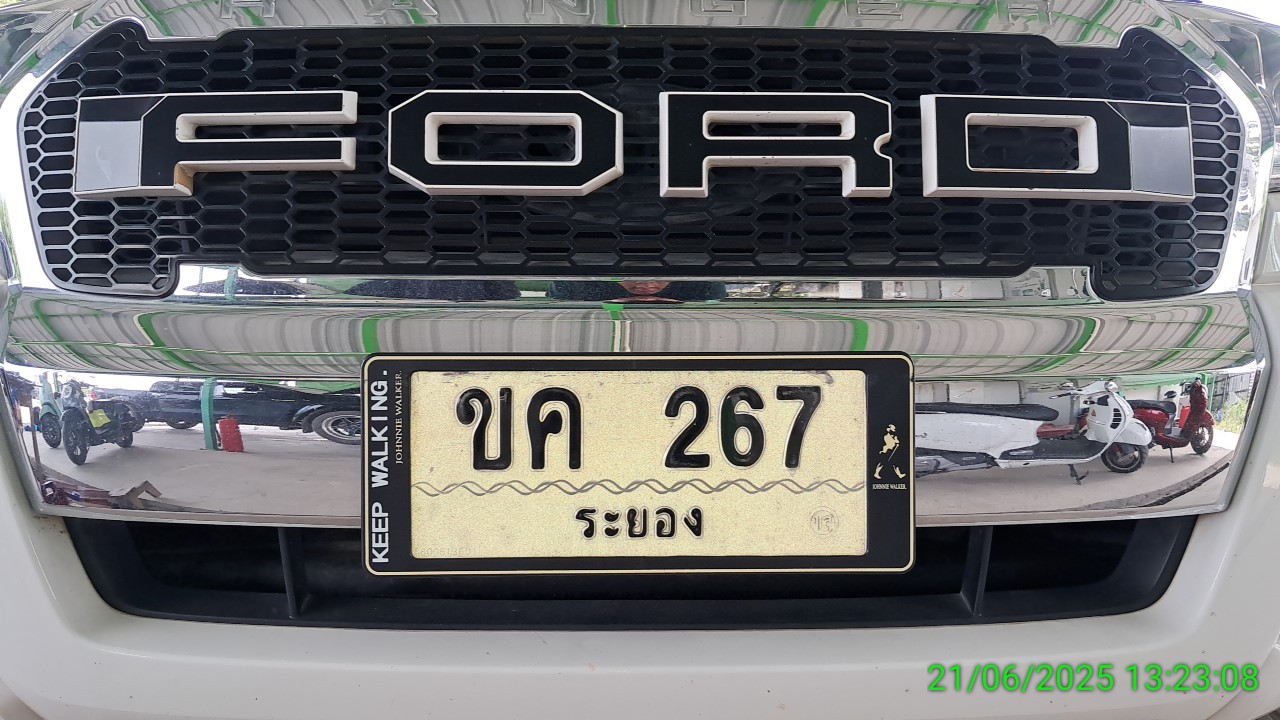 RANGER
FORD
KEEP WALKING.
JOHNNIE WALKER.
ขค 267
ระยอง
JOHNNIE WALKER.
21/06/2025 13:23:08